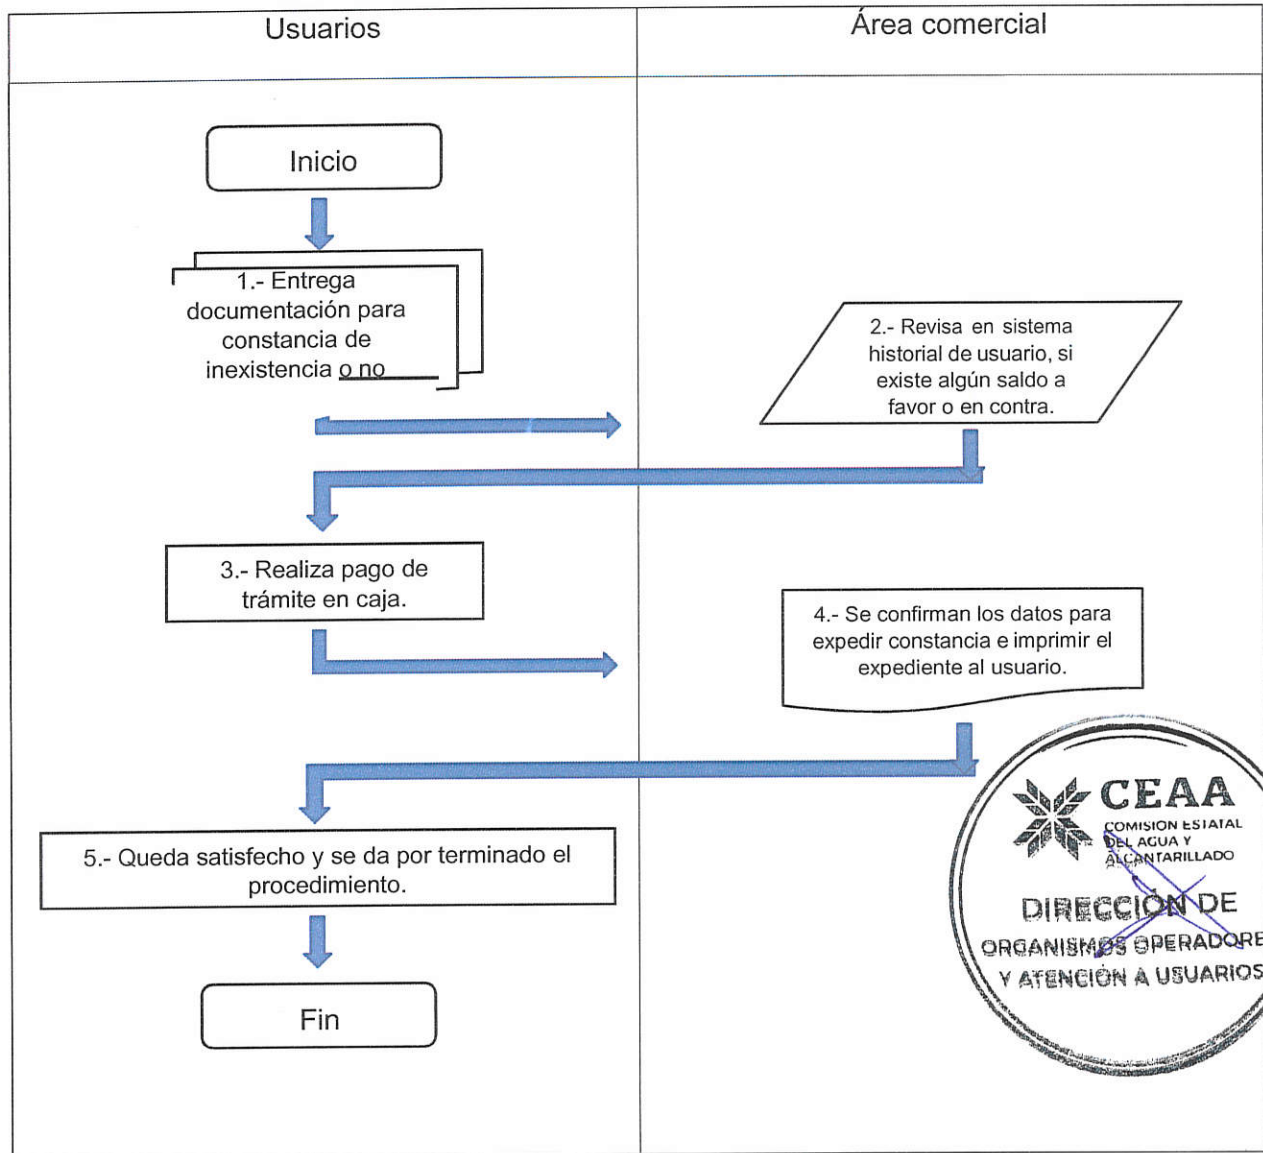 Usuarios
Área comercial
Inicio
1.- Entrega
documentación para
constancia de
inexistencia o no
2.- Revisa en sistema
historial de usuario, si
existe algún saldo a
favor o en contra.
3.- Realiza pago de
trámite en caja.
4.- Se confirman los datos para
expedir constancia e imprimir el
expediente al usuario.
5.- Queda satisfecho y se da por terminado el
procedimiento.
Fin
CEAA
COMISIÓN ESTATAL
DEL AGUA Y
ALCANTARILLADO
DIRECCIÓN DE
ORGANISMOS OPERADORE
Y ATENCIÓN A USUARIOS